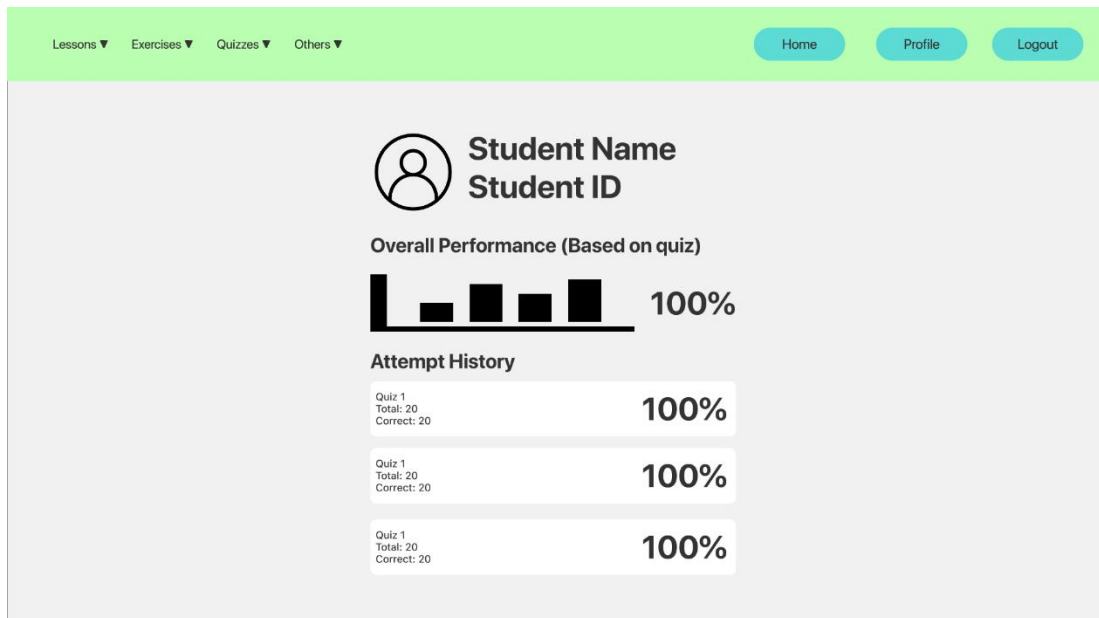 Lessons ▼ Exercises ▼ Quizzes ▼ Others ▼ Home Profile Logout
Student Name
Student ID
Overall Performance (Based on quiz)
100%
Attempt History
Quiz 1
Total: 20
Correct: 20
100%
Quiz 1
Total: 20
Correct: 20
100%
Quiz 1
Total: 20
Correct: 20
100%